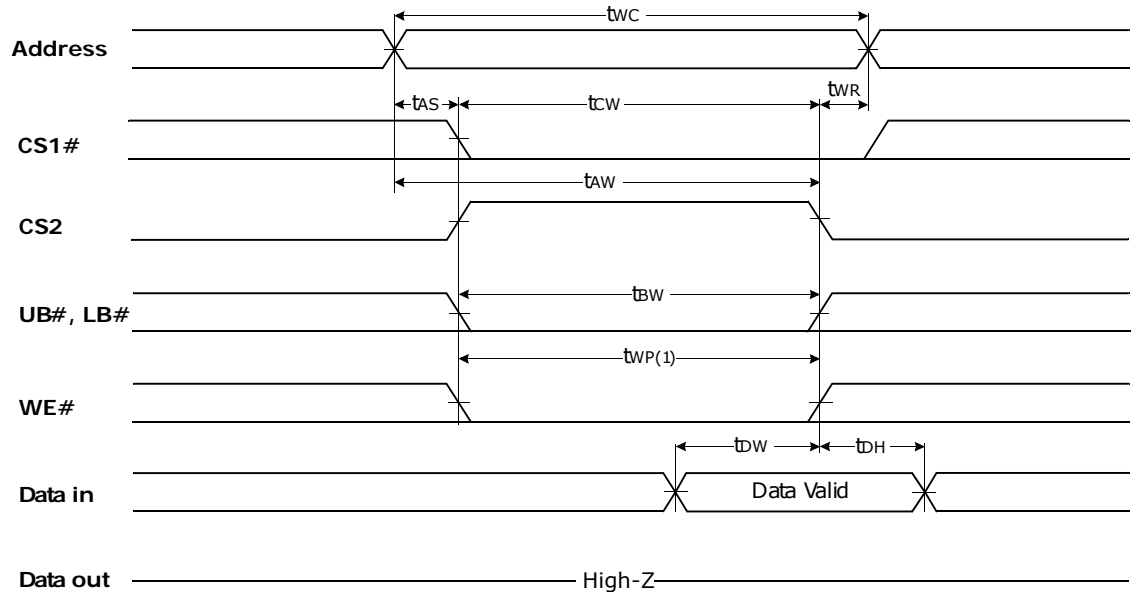 tWC
Address
tAS
tCW
tWR
CS1#
tAW
CS2
tBW
UB#, LB#
tWP(1)
WE#
tDW
tDH
Data in
Data Valid
Data out
High-Z